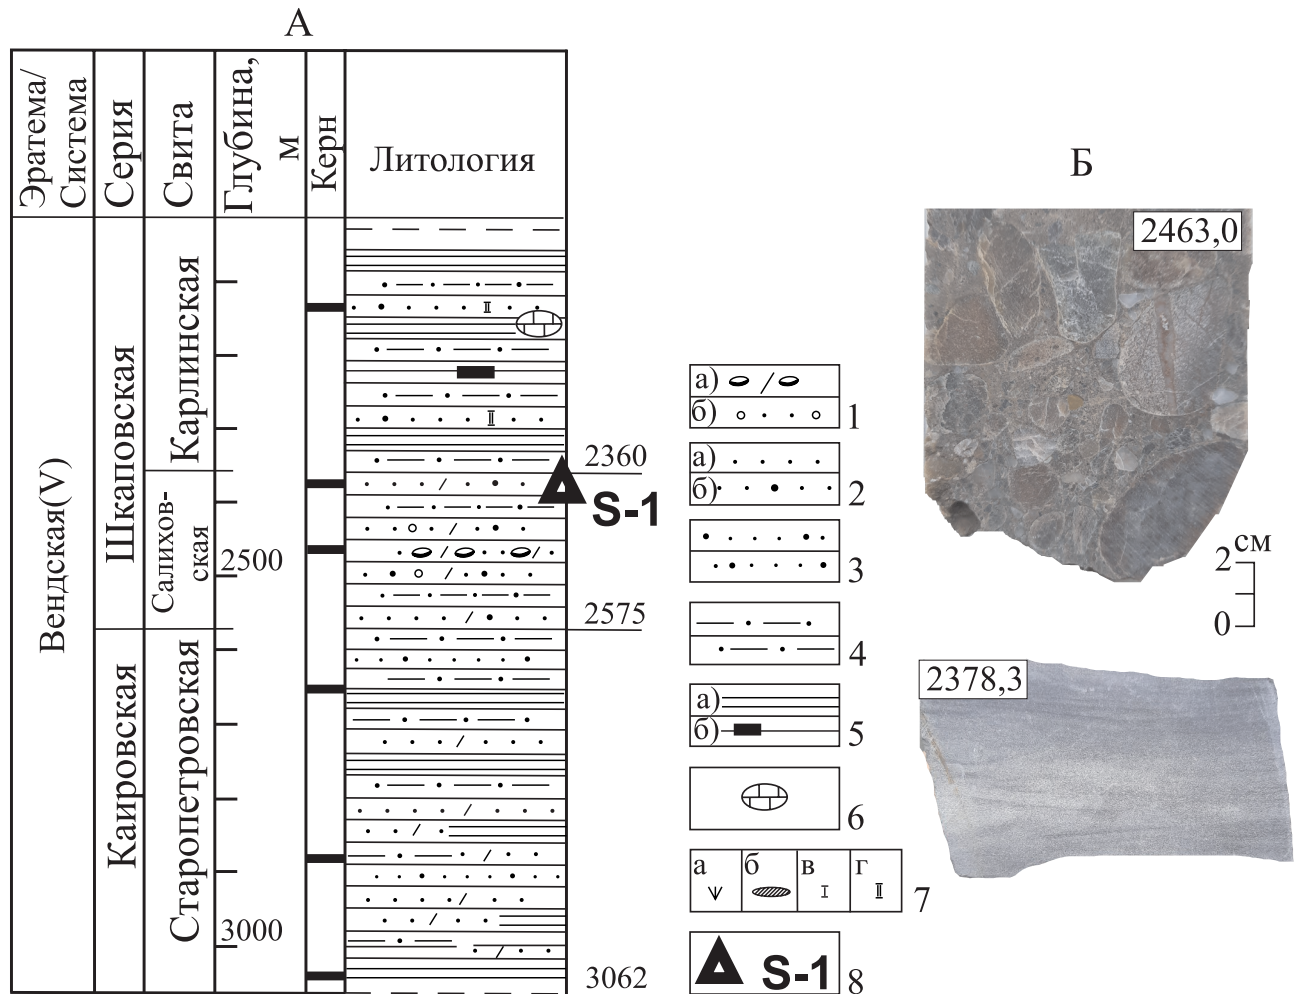 А
Эратема/
Система
Серия
Свита
Глубина,
м
Керн
Литология
Вендская(V)
Шкаповская
Каировская
Карлинская
Салихов-
ская
Старопетровская
2500
3000
2360
S-1
2575
3062
а)
б)
1
а)
б)
2
3
4
а)
б)
5
6
а б в г
7
S-1
8
Б
2463,0
см
2
0
2378,3